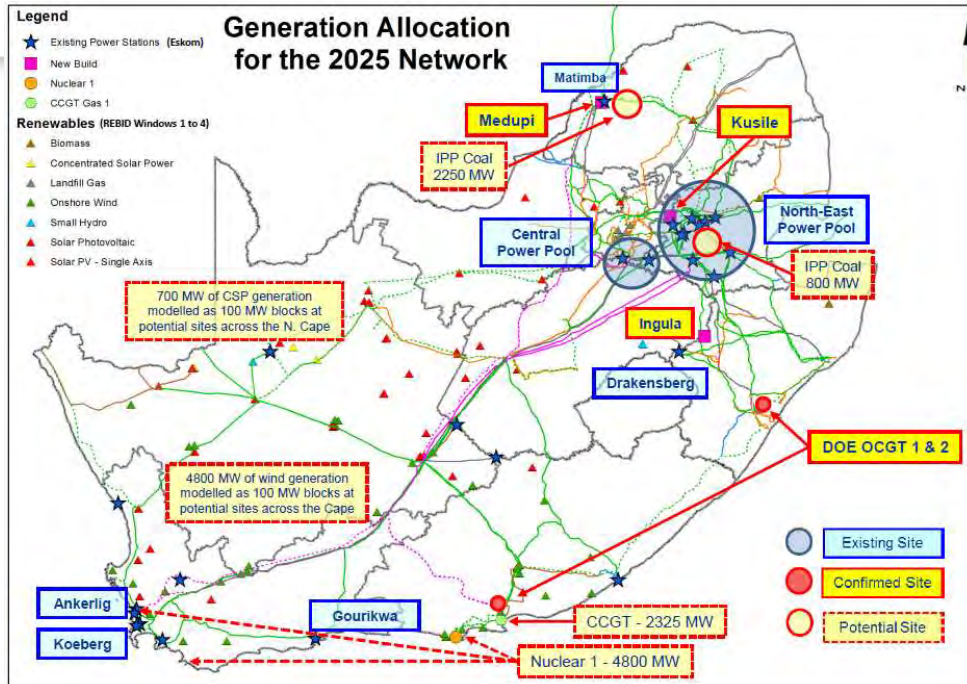 Legend
Existing Power Stations (Eskom)
New Build
Nuclear 1
CCGT Gas 1
Renewables (REBID Windows 1 to 4)
Biomass
Concentrated Solar Power
Landfill Gas
Onshore Wind
Small Hydro
Solar Photovoltaic
Solar PV - Single Axis
Generation Allocation
for the 2025 Network
Matimba
Medupi
Kusile
IPP Coal
2250 MW
Central
Power Pool
North-East
Power Pool
IPP Coal
800 MW
700 MW of CSP generation
modelled as 100 MW blocks at
potential sites across the N. Cape
Ingula
Drakensberg
DOE OCGT 1 & 2
4800 MW of wind generation
modelled as 100 MW blocks at
potential sites across the Cape
Existing Site
Confirmed Site
Potential Site
Ankerlig
Koeberg
Gourikwa
CCGT - 2325 MW
Nuclear 1 - 4800 MW